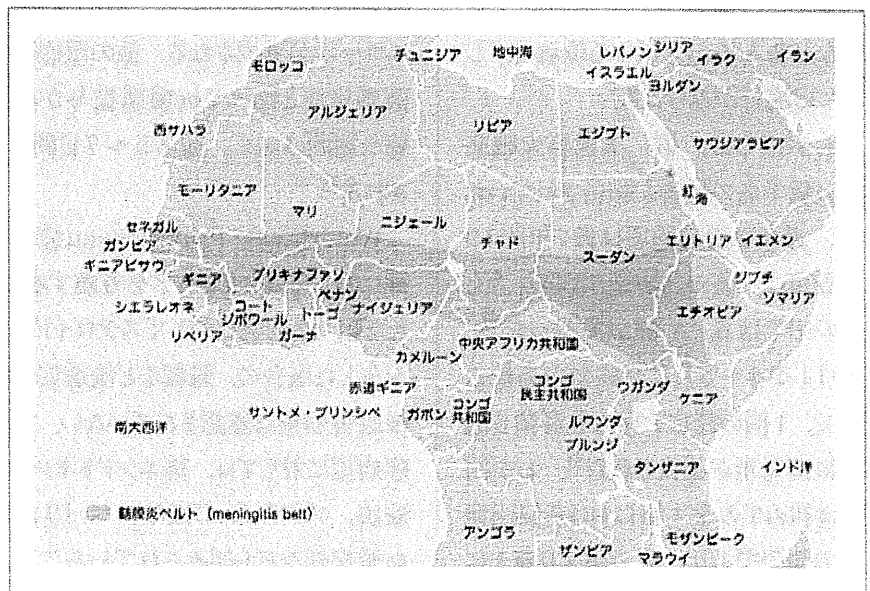 モロッコ
チュニジア
地中海
レバノン
シリア
イラク
イラン
イスラエル
ヨルダン
アルジェリア
リビア
エジプト
サウジアラビア
西サハラ
モーリタニア
マリ
ニジェール
チャド
スーダン
紅海
エリトリア
イエメン
セネガル
ガンビア
ギニアビサウ
ギニア
ブリキナファソ
ベナン
ジブチ
ソマリア
シエラレオネ
コート
ジボワール
トーゴ
ナイジェリア
エチオピア
リベリア
ガーナ
中央アフリカ共和国
カメルーン
赤道ギニア
コンゴ
民主共和国
ウガンダ
ケニア
サントメ・プリンシペ
ガボン
コンゴ
共和国
ルワンダ
南大西洋
ブルンジ
タンザニア
インド洋
髄膜炎ベルト (meningitis belt)
アンゴラ
ザンビア
モザンビーク
マラウイ